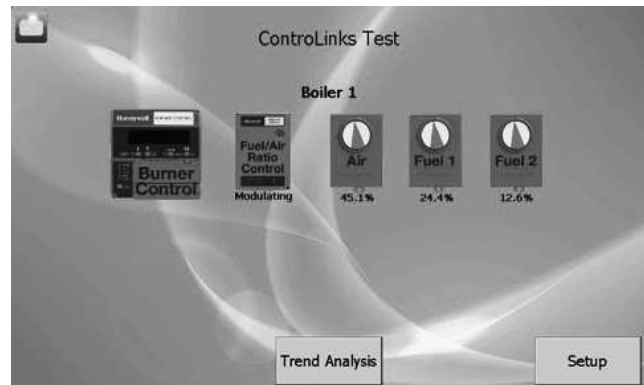 ControLinks Test
Boiler 1
Honeywell
Burner
Control
Fuel/Air
Ratio
Control
Modulating
Air
45.1%
Fuel 1
24.4%
Fuel 2
12.6%
Trend Analysis
Setup